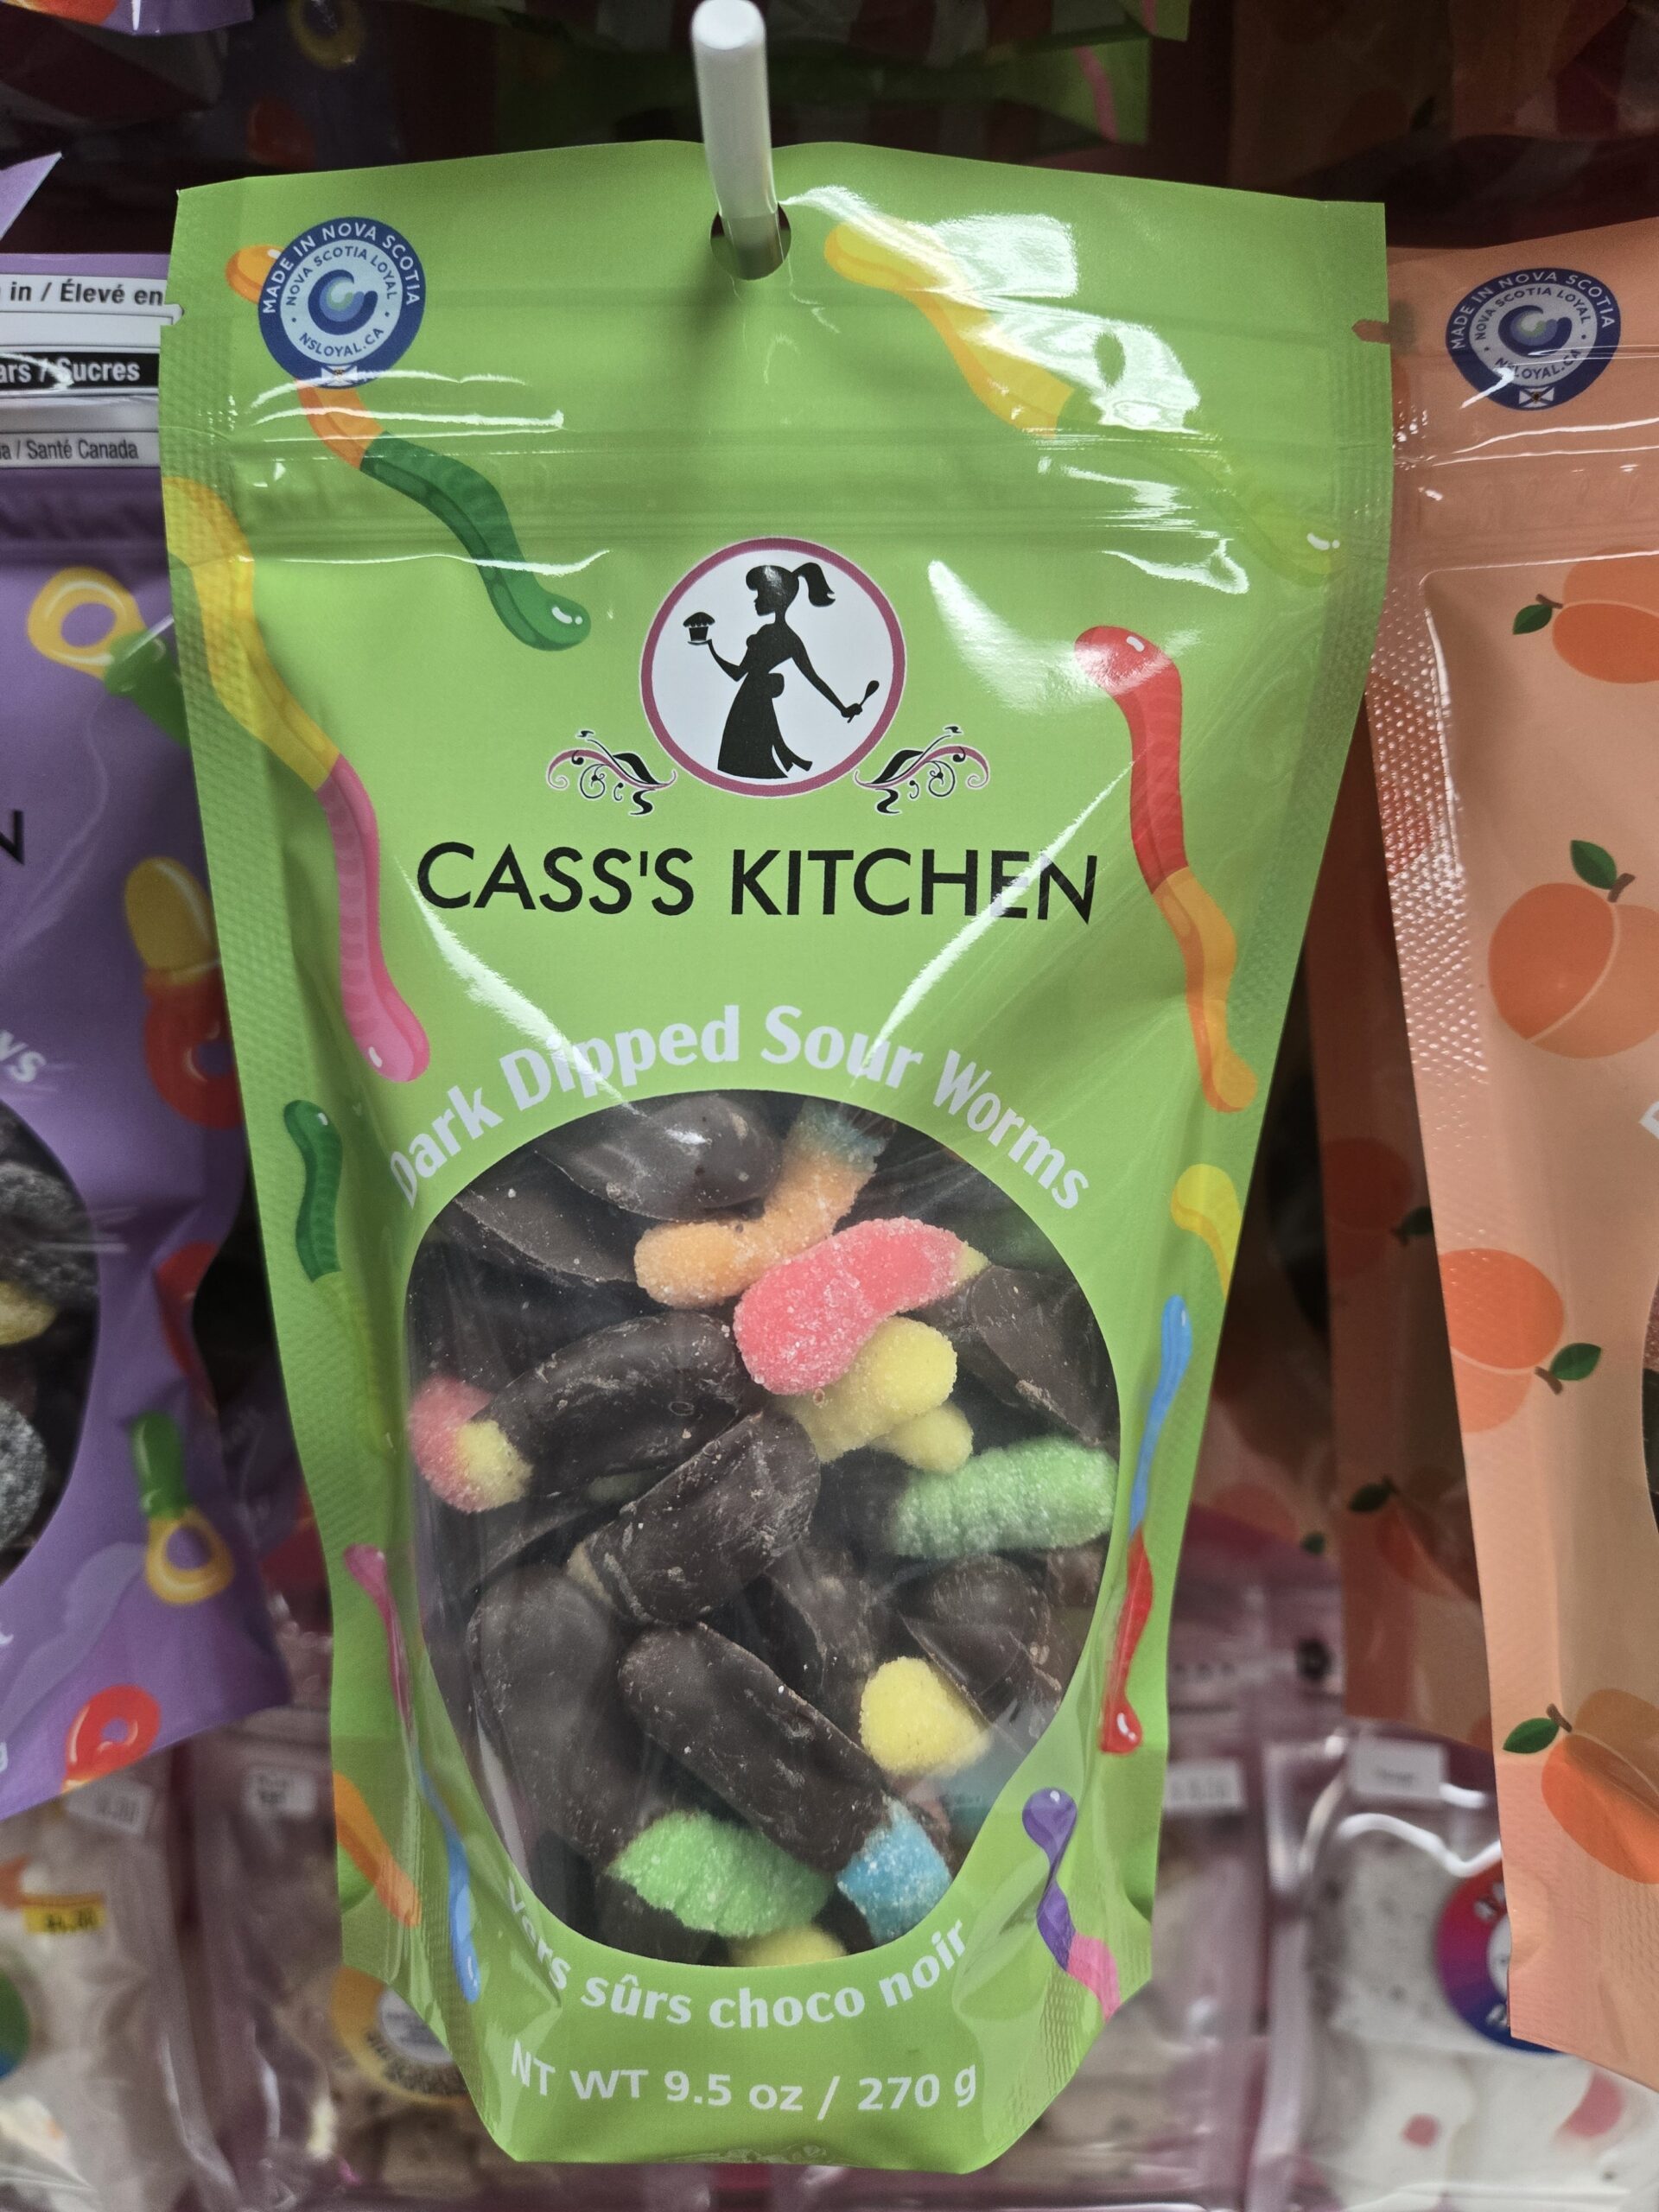 MADE IN NOVA SCOTIA
NOVA SCOTIA LOYAL
NSLOYAL.CA
CASS'S KITCHEN
Dark Dipped Sour Worms
vers sûrs choco noir
NT WT 9.5 oz / 270 g
in / Élevé en
/ Sucres
/ Santé Canada
MADE IN NOVA SCOTIA
NOVA SCOTIA LOYAL
NSLOYAL.CA